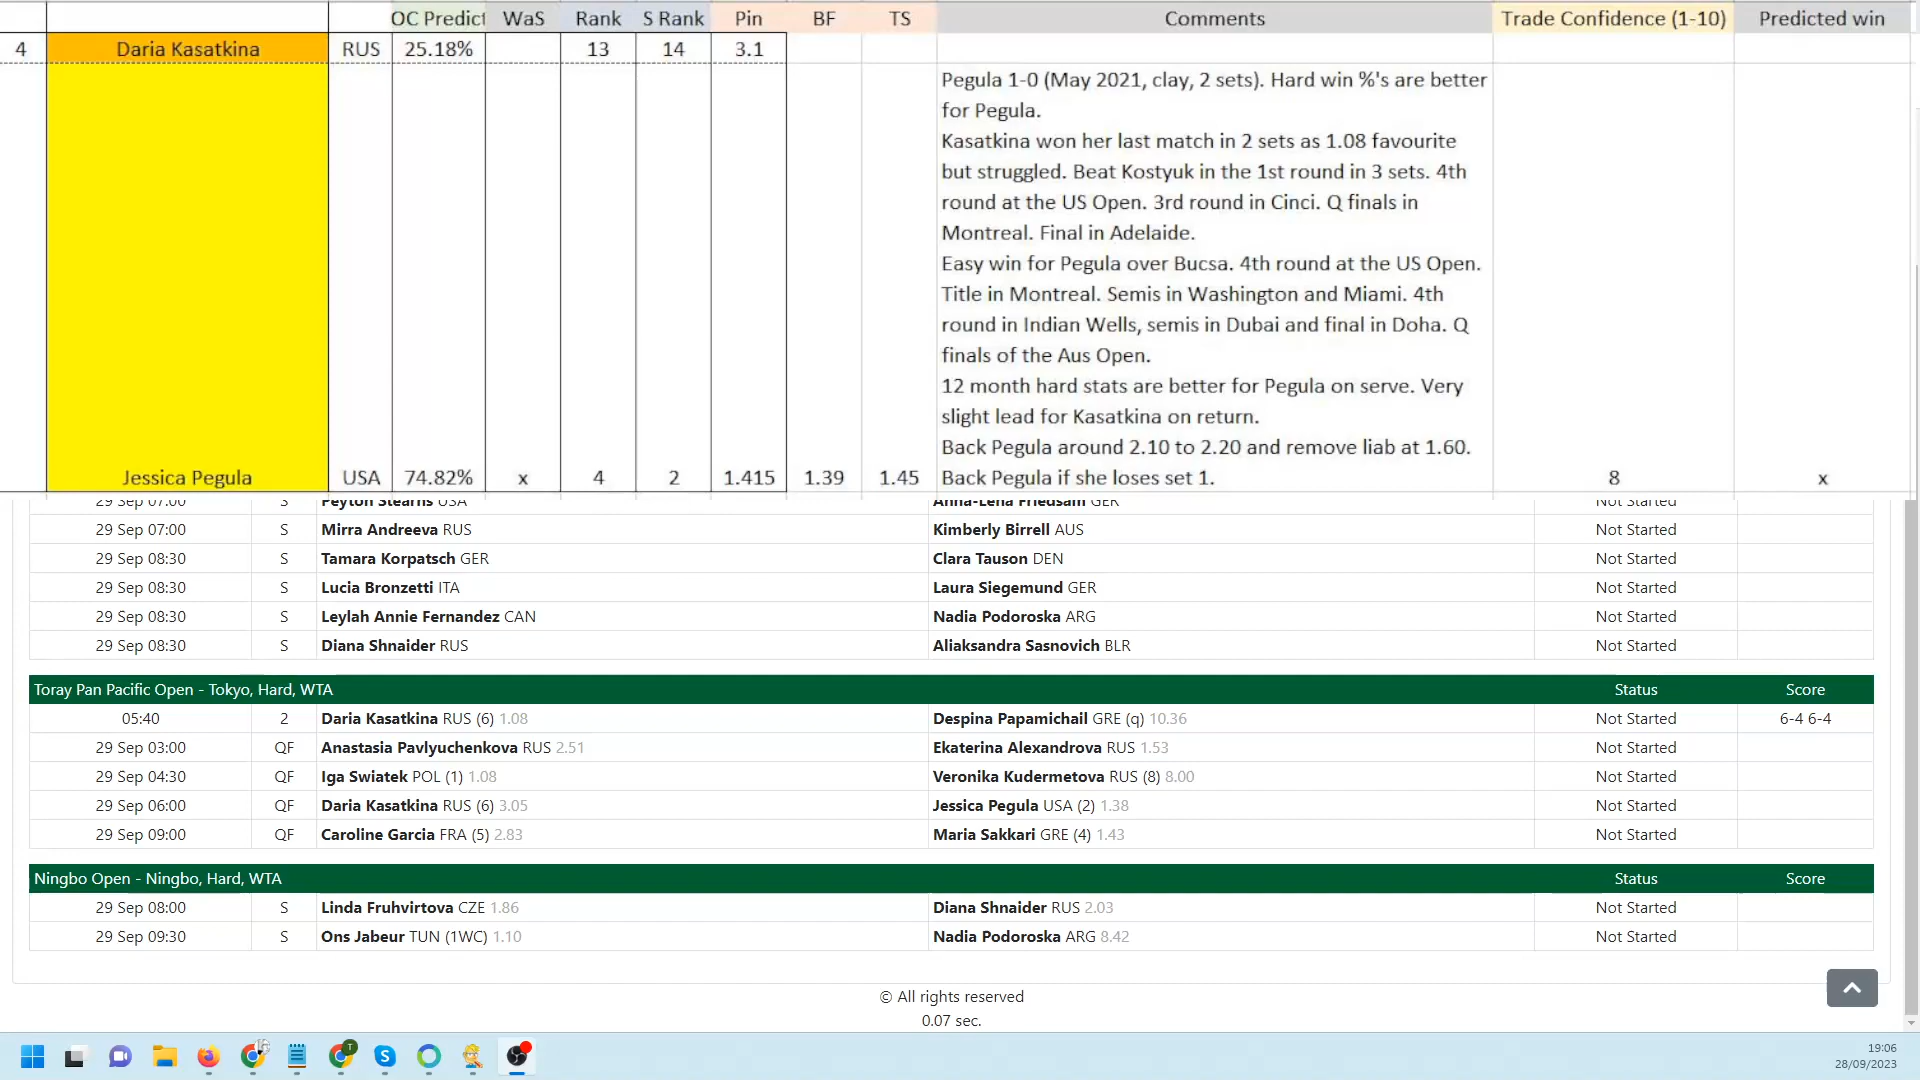 OC Predict WaS Rank S Rank Pin BF TS Comments Trade Confidence (1-10) Predicted win
4 Daria Kasatkina RUS 25.18% 13 14 3.1
Pegula 1-0 (May 2021, clay, 2 sets). Hard win %'s are better
for Pegula.
Kasatkina won her last match in 2 sets as 1.08 favourite
but struggled. Beat Kostyuk in the 1st round in 3 sets. 4th
round at the US Open. 3rd round in Cinci. Q finals in
Montreal. Final in Adelaide.
Easy win for Pegula over Bucsa. 4th round at the US Open.
Title in Montreal. Semis in Washington and Miami. 4th
round in Indian Wells, semis in Dubai and final in Doha. Q
finals of the Aus Open.
12 month hard stats are better for Pegula on serve. Very
slight lead for Kasatkina on return.
Back Pegula around 2.10 to 2.20 and remove liab at 1.60.
Jessica Pegula USA 74.82% x 4 2 1.415 1.39 1.45 Back Pegula if she loses set 1. 8 x
29 Sep 07:00 S Peyton Stearns USA Anna-Lena Friedsam GER Not Started
29 Sep 07:00 S Mirra Andreeva RUS Kimberly Birrell AUS Not Started
29 Sep 08:30 S Tamara Korpatsch GER Clara Tauson DEN Not Started
29 Sep 08:30 S Lucia Bronzetti ITA Laura Siegemund GER Not Started
29 Sep 08:30 S Leylah Annie Fernandez CAN Nadia Podoroska ARG Not Started
29 Sep 08:30 S Diana Shnaider RUS Aliaksandra Sasnovich BLR Not Started
Toray Pan Pacific Open - Tokyo, Hard, WTA Status Score
05:40 2 Daria Kasatkina RUS (6) 1.08 Despina Papamichail GRE (q) 10.36 Not Started 6-4 6-4
29 Sep 03:00 QF Anastasia Pavlyuchenkova RUS 2.51 Ekaterina Alexandrova RUS 1.53 Not Started
29 Sep 04:30 QF Iga Swiatek POL (1) 1.08 Veronika Kudermetova RUS (8) 8.00 Not Started
29 Sep 06:00 QF Daria Kasatkina RUS (6) 3.05 Jessica Pegula USA (2) 1.38 Not Started
29 Sep 09:00 QF Caroline Garcia FRA (5) 2.83 Maria Sakkari GRE (4) 1.43 Not Started
Ningbo Open - Ningbo, Hard, WTA Status Score
29 Sep 08:00 S Linda Fruhvirtova CZE 1.86 Diana Shnaider RUS 2.03 Not Started
29 Sep 09:30 S Ons Jabeur TUN (1WC) 1.10 Nadia Podoroska ARG 8.42 Not Started
© All rights reserved
0.07 sec.
19:06
28/09/2023